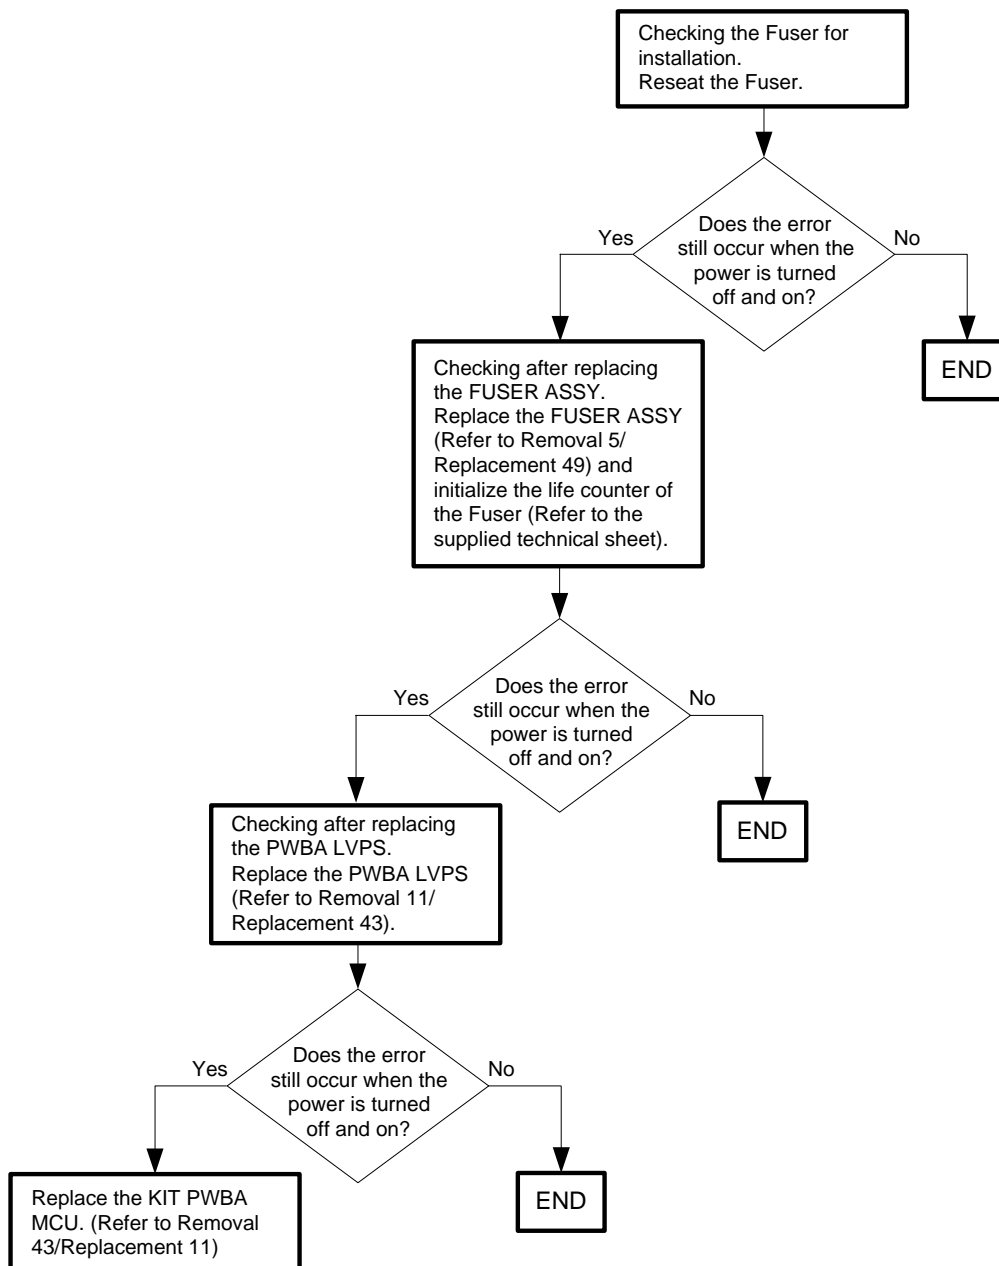 Checking the Fuser for
installation.
Reseat the Fuser.
Does the error
still occur when the
power is turned
off and on?
Yes
No
END
Checking after replacing
the FUSER ASSY.
Replace the FUSER ASSY
(Refer to Removal 5/
Replacement 49) and
initialize the life counter of
the Fuser (Refer to the
supplied technical sheet).
Does the error
still occur when the
power is turned
off and on?
Yes
No
END
Checking after replacing
the PWBA LVPS.
Replace the PWBA LVPS
(Refer to Removal 11/
Replacement 43).
Does the error
still occur when the
power is turned
off and on?
Yes
No
END
Replace the KIT PWBA
MCU. (Refer to Removal
43/Replacement 11)